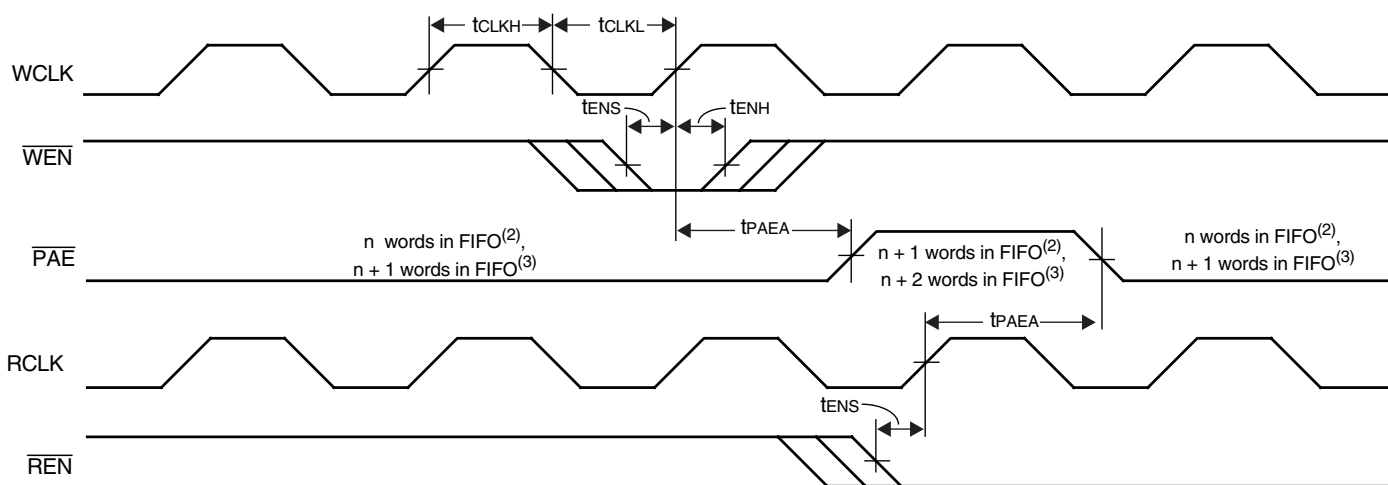 tCLKH tCLKL
WCLK
tENS tENH
WEN
tPAEA
PAE
n words in FIFO(2),
n + 1 words in FIFO(3)
n + 1 words in FIFO(2),
n + 2 words in FIFO(3)
n words in FIFO(2),
n + 1 words in FIFO(3)
tPAEA
RCLK
tENS
REN